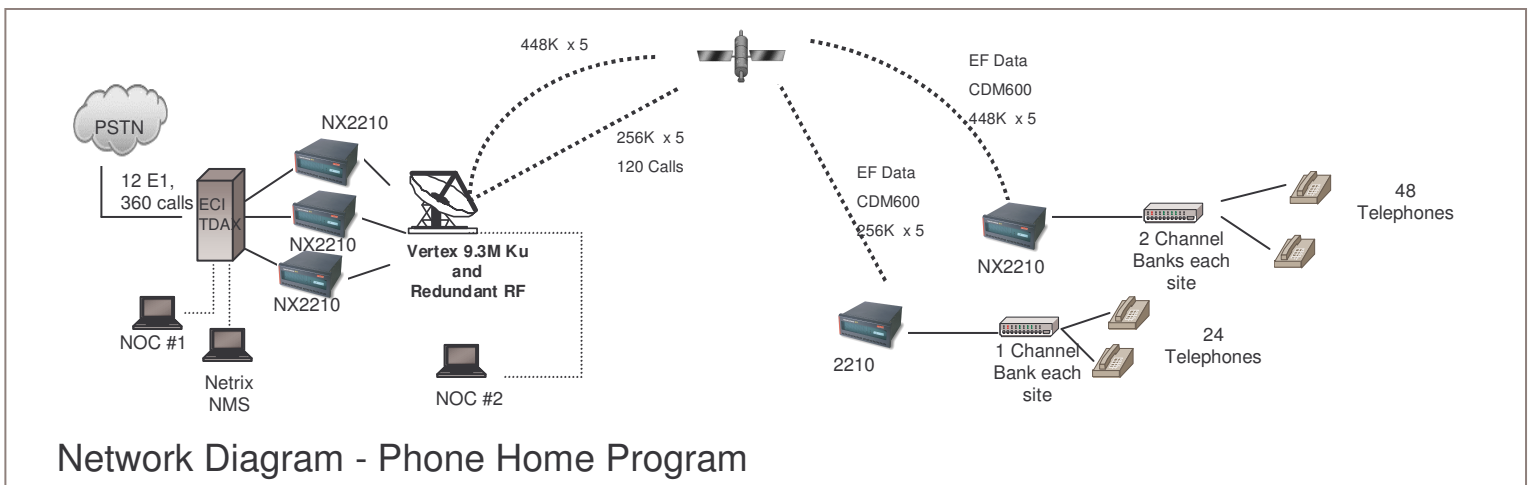 448K x 5
EF Data
CDM600
448K x 5
PSTN
NX2210
256K x 5
120 Calls
12 E1,
360 calls
ECI
TDAX
EF Data
CDM600
256K x 5
48
Telephones
NX2210
NX2210
2 Channel
Banks each
site
Vertex 9.3M Ku
and
Redundant RF
NX2210
NOC #1
2210
1 Channel
Bank each
site
24
Telephones
Netrix
NMS
NOC #2
Network Diagram - Phone Home Program